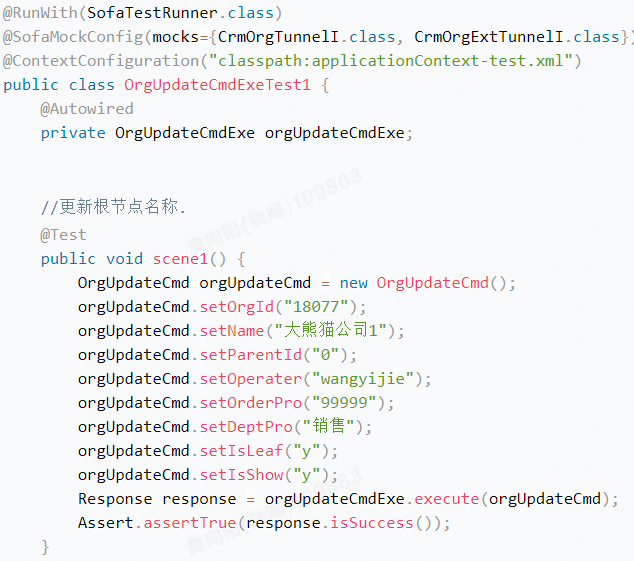 @RunWith(SofaTestRunner.class)
@SofaMockConfig(mocks={CrmOrgTunnelI.class, CrmOrgExtTunnelI.class})
@ContextConfiguration("classpath:applicationContext-test.xml")
public class OrgUpdateCmdExeTest1 {
    @Autowired
    private OrgUpdateCmdExe orgUpdateCmdExe;
    //更新根节点名称.
    @Test
    public void scene1() {
        OrgUpdateCmd orgUpdateCmd = new OrgUpdateCmd();
        orgUpdateCmd.setOrgId("18077");
        orgUpdateCmd.setName("大熊猫公司1");
        orgUpdateCmd.setParentId("0");
        orgUpdateCmd.setOperater("wangyijie");
        orgUpdateCmd.setOrderPro("99999");
        orgUpdateCmd.setDeptPro("销售");
        orgUpdateCmd.setIsLeaf("y");
        orgUpdateCmd.setIsShow("y");
        Response response = orgUpdateCmdExe.execute(orgUpdateCmd);
        Assert.assertTrue(response.isSuccess());
    }